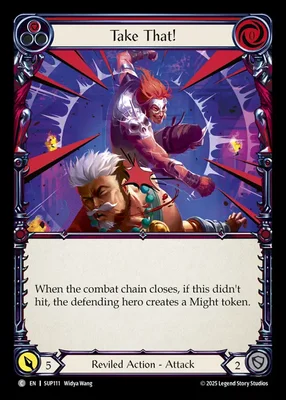 Take That!
When the combat chain closes, if this didn't
hit, the defending hero creates a Might token.
5
Reviled Action - Attack
2
C EN | SUP111 Widya Wang
© 2025 Legend Story Studios